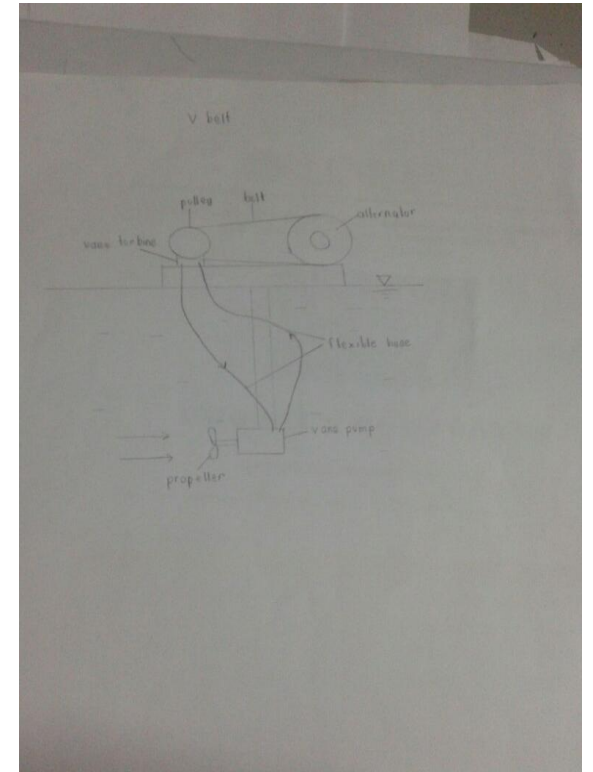 V belt
pulley
belt
alternator
vane turbine
flexible hose
vane pump
propeller